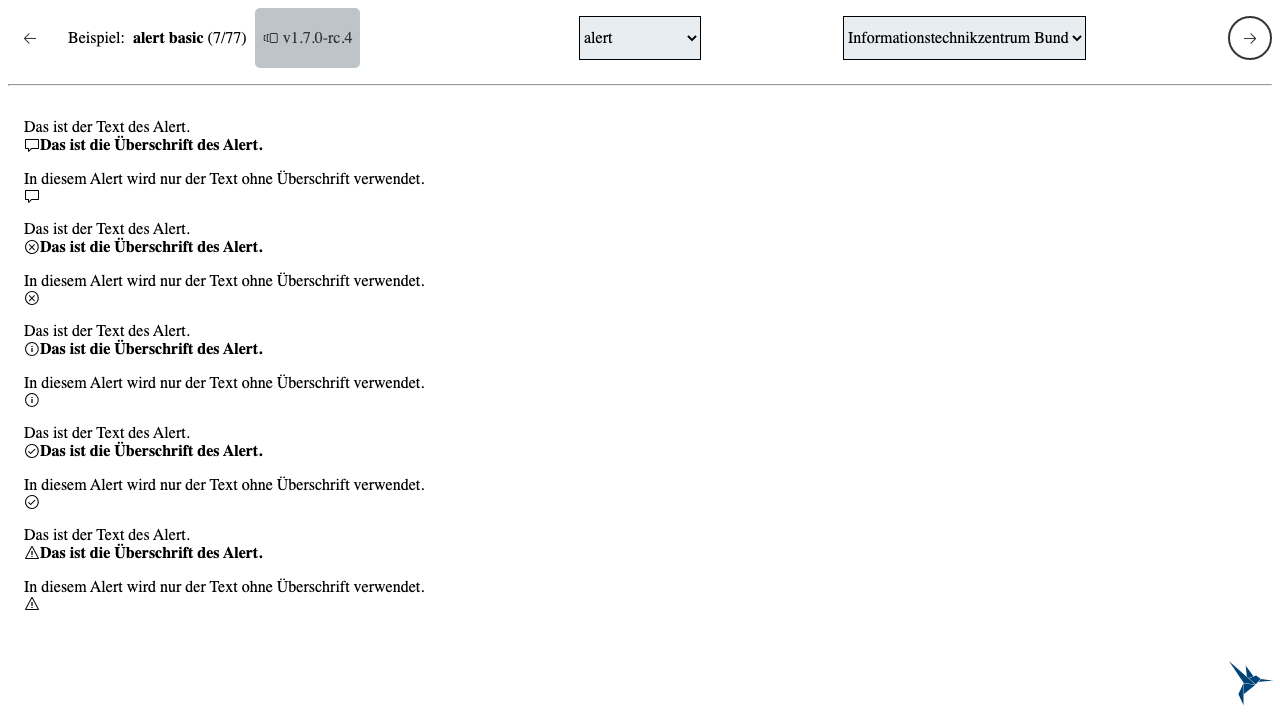 Beispiel: alert basic (7/77) v1.7.0-rc.4 alert Informationstechnikzentrum Bund
Das ist der Text des Alert.
Das ist die Überschrift des Alert.
In diesem Alert wird nur der Text ohne Überschrift verwendet.
Das ist der Text des Alert.
Das ist die Überschrift des Alert.
In diesem Alert wird nur der Text ohne Überschrift verwendet.
Das ist der Text des Alert.
Das ist die Überschrift des Alert.
In diesem Alert wird nur der Text ohne Überschrift verwendet.
Das ist der Text des Alert.
Das ist die Überschrift des Alert.
In diesem Alert wird nur der Text ohne Überschrift verwendet.
Das ist der Text des Alert.
Das ist die Überschrift des Alert.
In diesem Alert wird nur der Text ohne Überschrift verwendet.